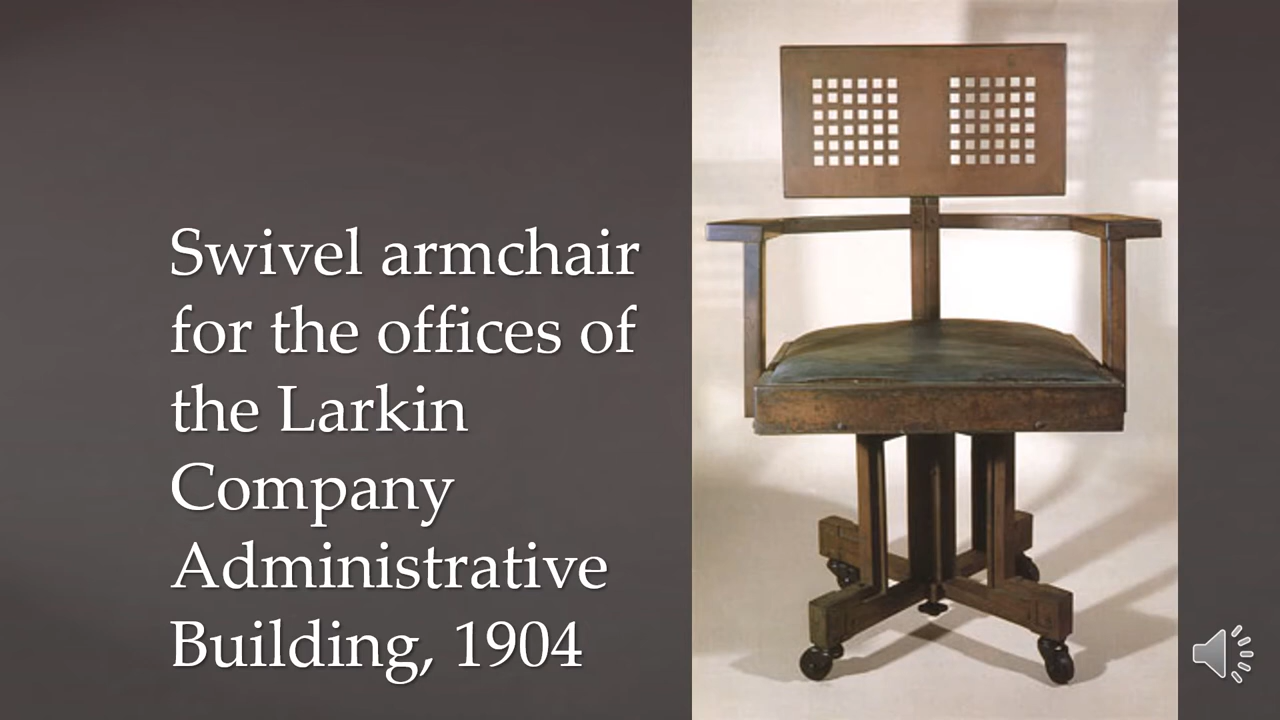 Swivel armchair
for the offices of
the Larkin
Company
Administrative
Building, 1904